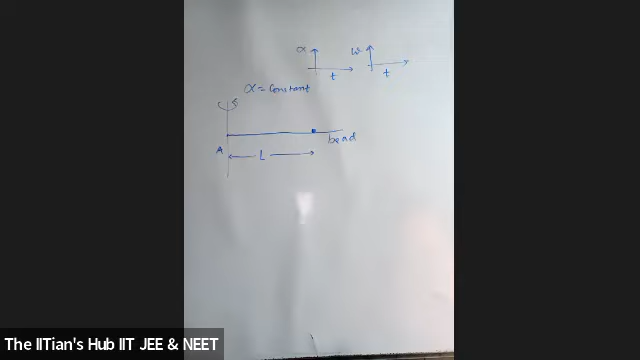 α
ω
t
t
α = Constant
A
L
bead
The IITian's Hub IIT JEE & NEET